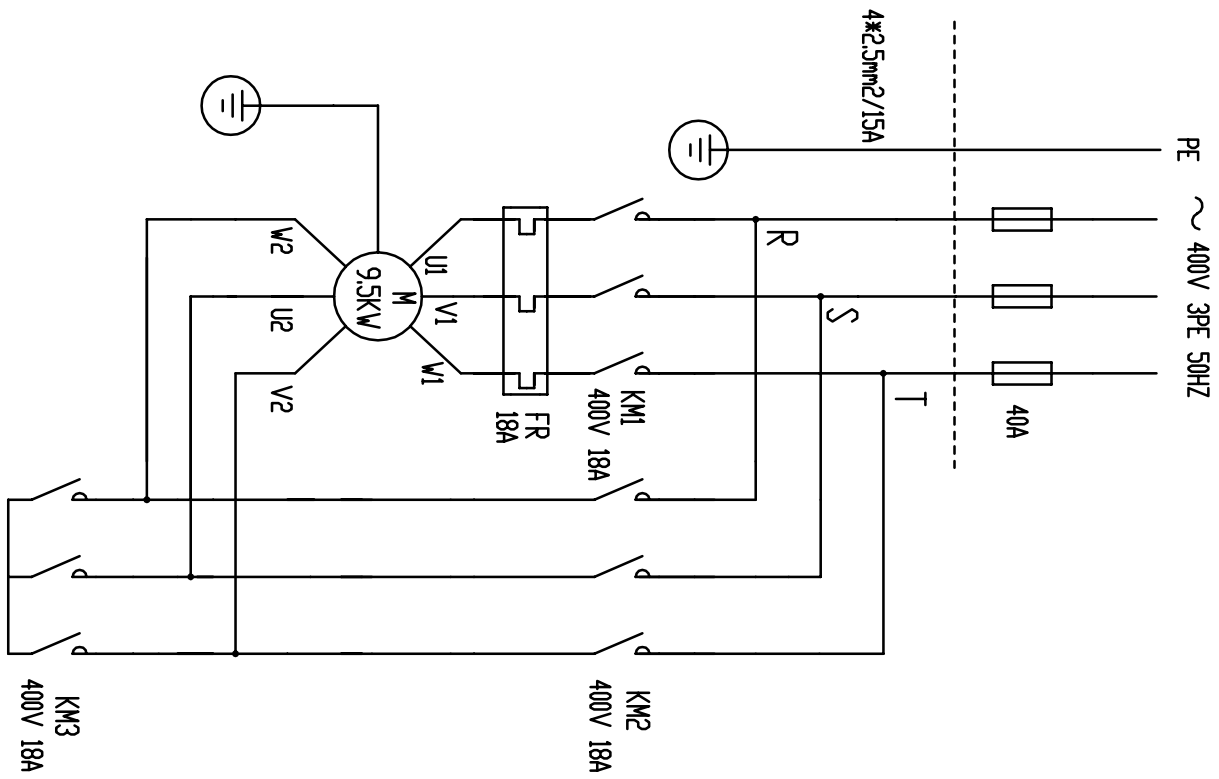 PE
~ 400V 3PE 50HZ
40A
4*2,5mm2/15A
R
S
T
KM1
400V 18A
FR
18A
U1
V1
W1
M
9,5KW
W2
U2
V2
KM2
400V 18A
KM3
400V 18A